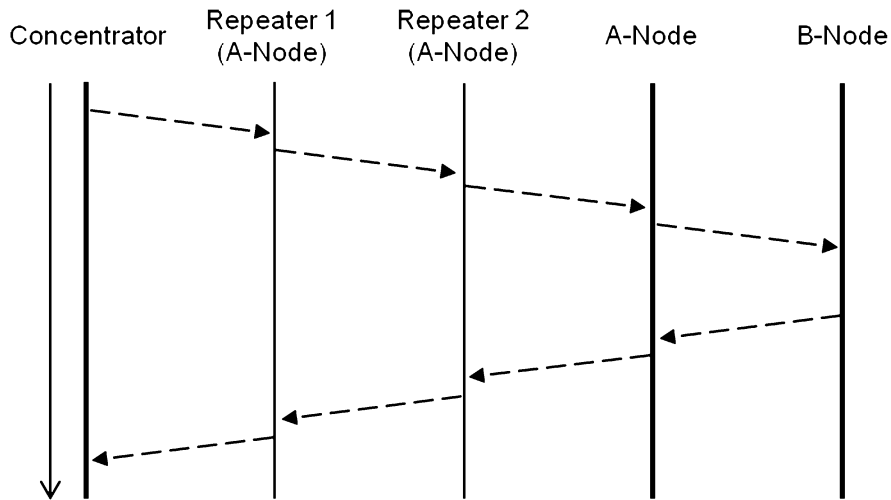 Concentrator
Repeater 1
(A-Node)
Repeater 2
(A-Node)
A-Node
B-Node